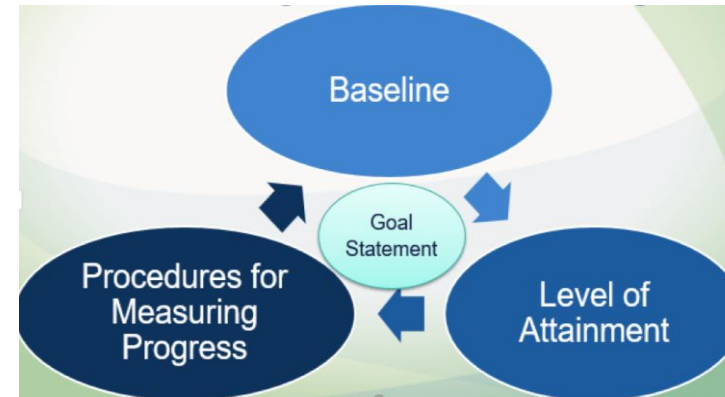 Baseline
Goal
Statement
Procedures for
Measuring
Progress
Level of
Attainment